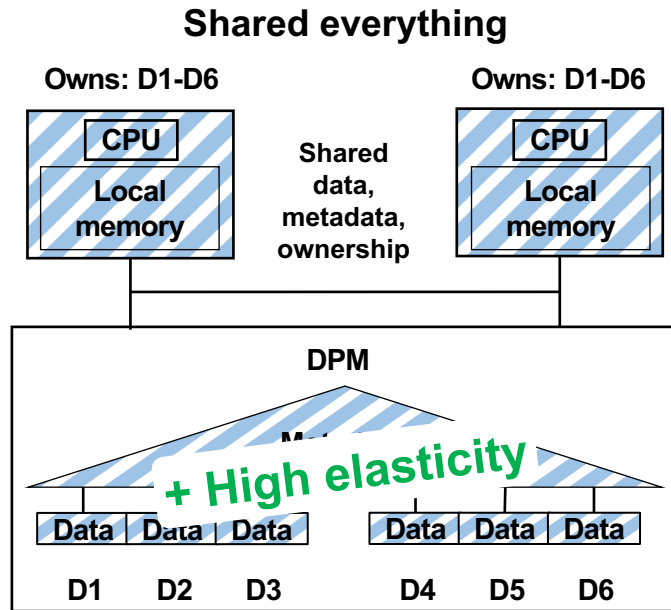 Shared everything
Owns: D1-D6
Owns: D1-D6
CPU
CPU
Local
memory
Shared
data,
metadata,
ownership
Local
memory
DPM
+ High elasticity
Data Data Data Data Data Data
D1 D2 D3 D4 D5 D6